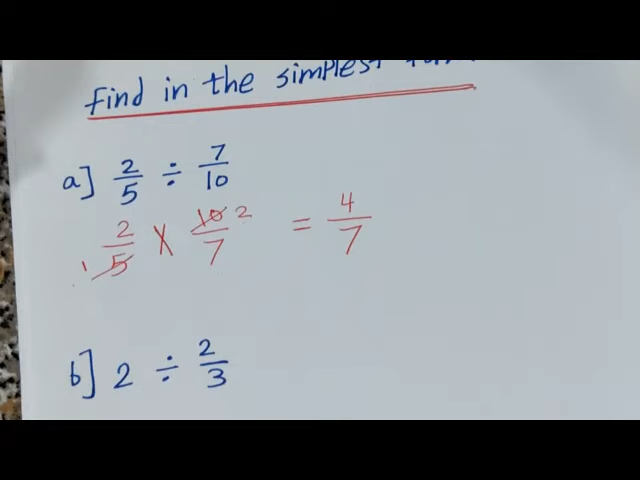 Find in the simplest
a] 2/5 ÷ 7/10
2/5 X 10/7 2 = 4/7
1
b] 2 ÷ 2/3